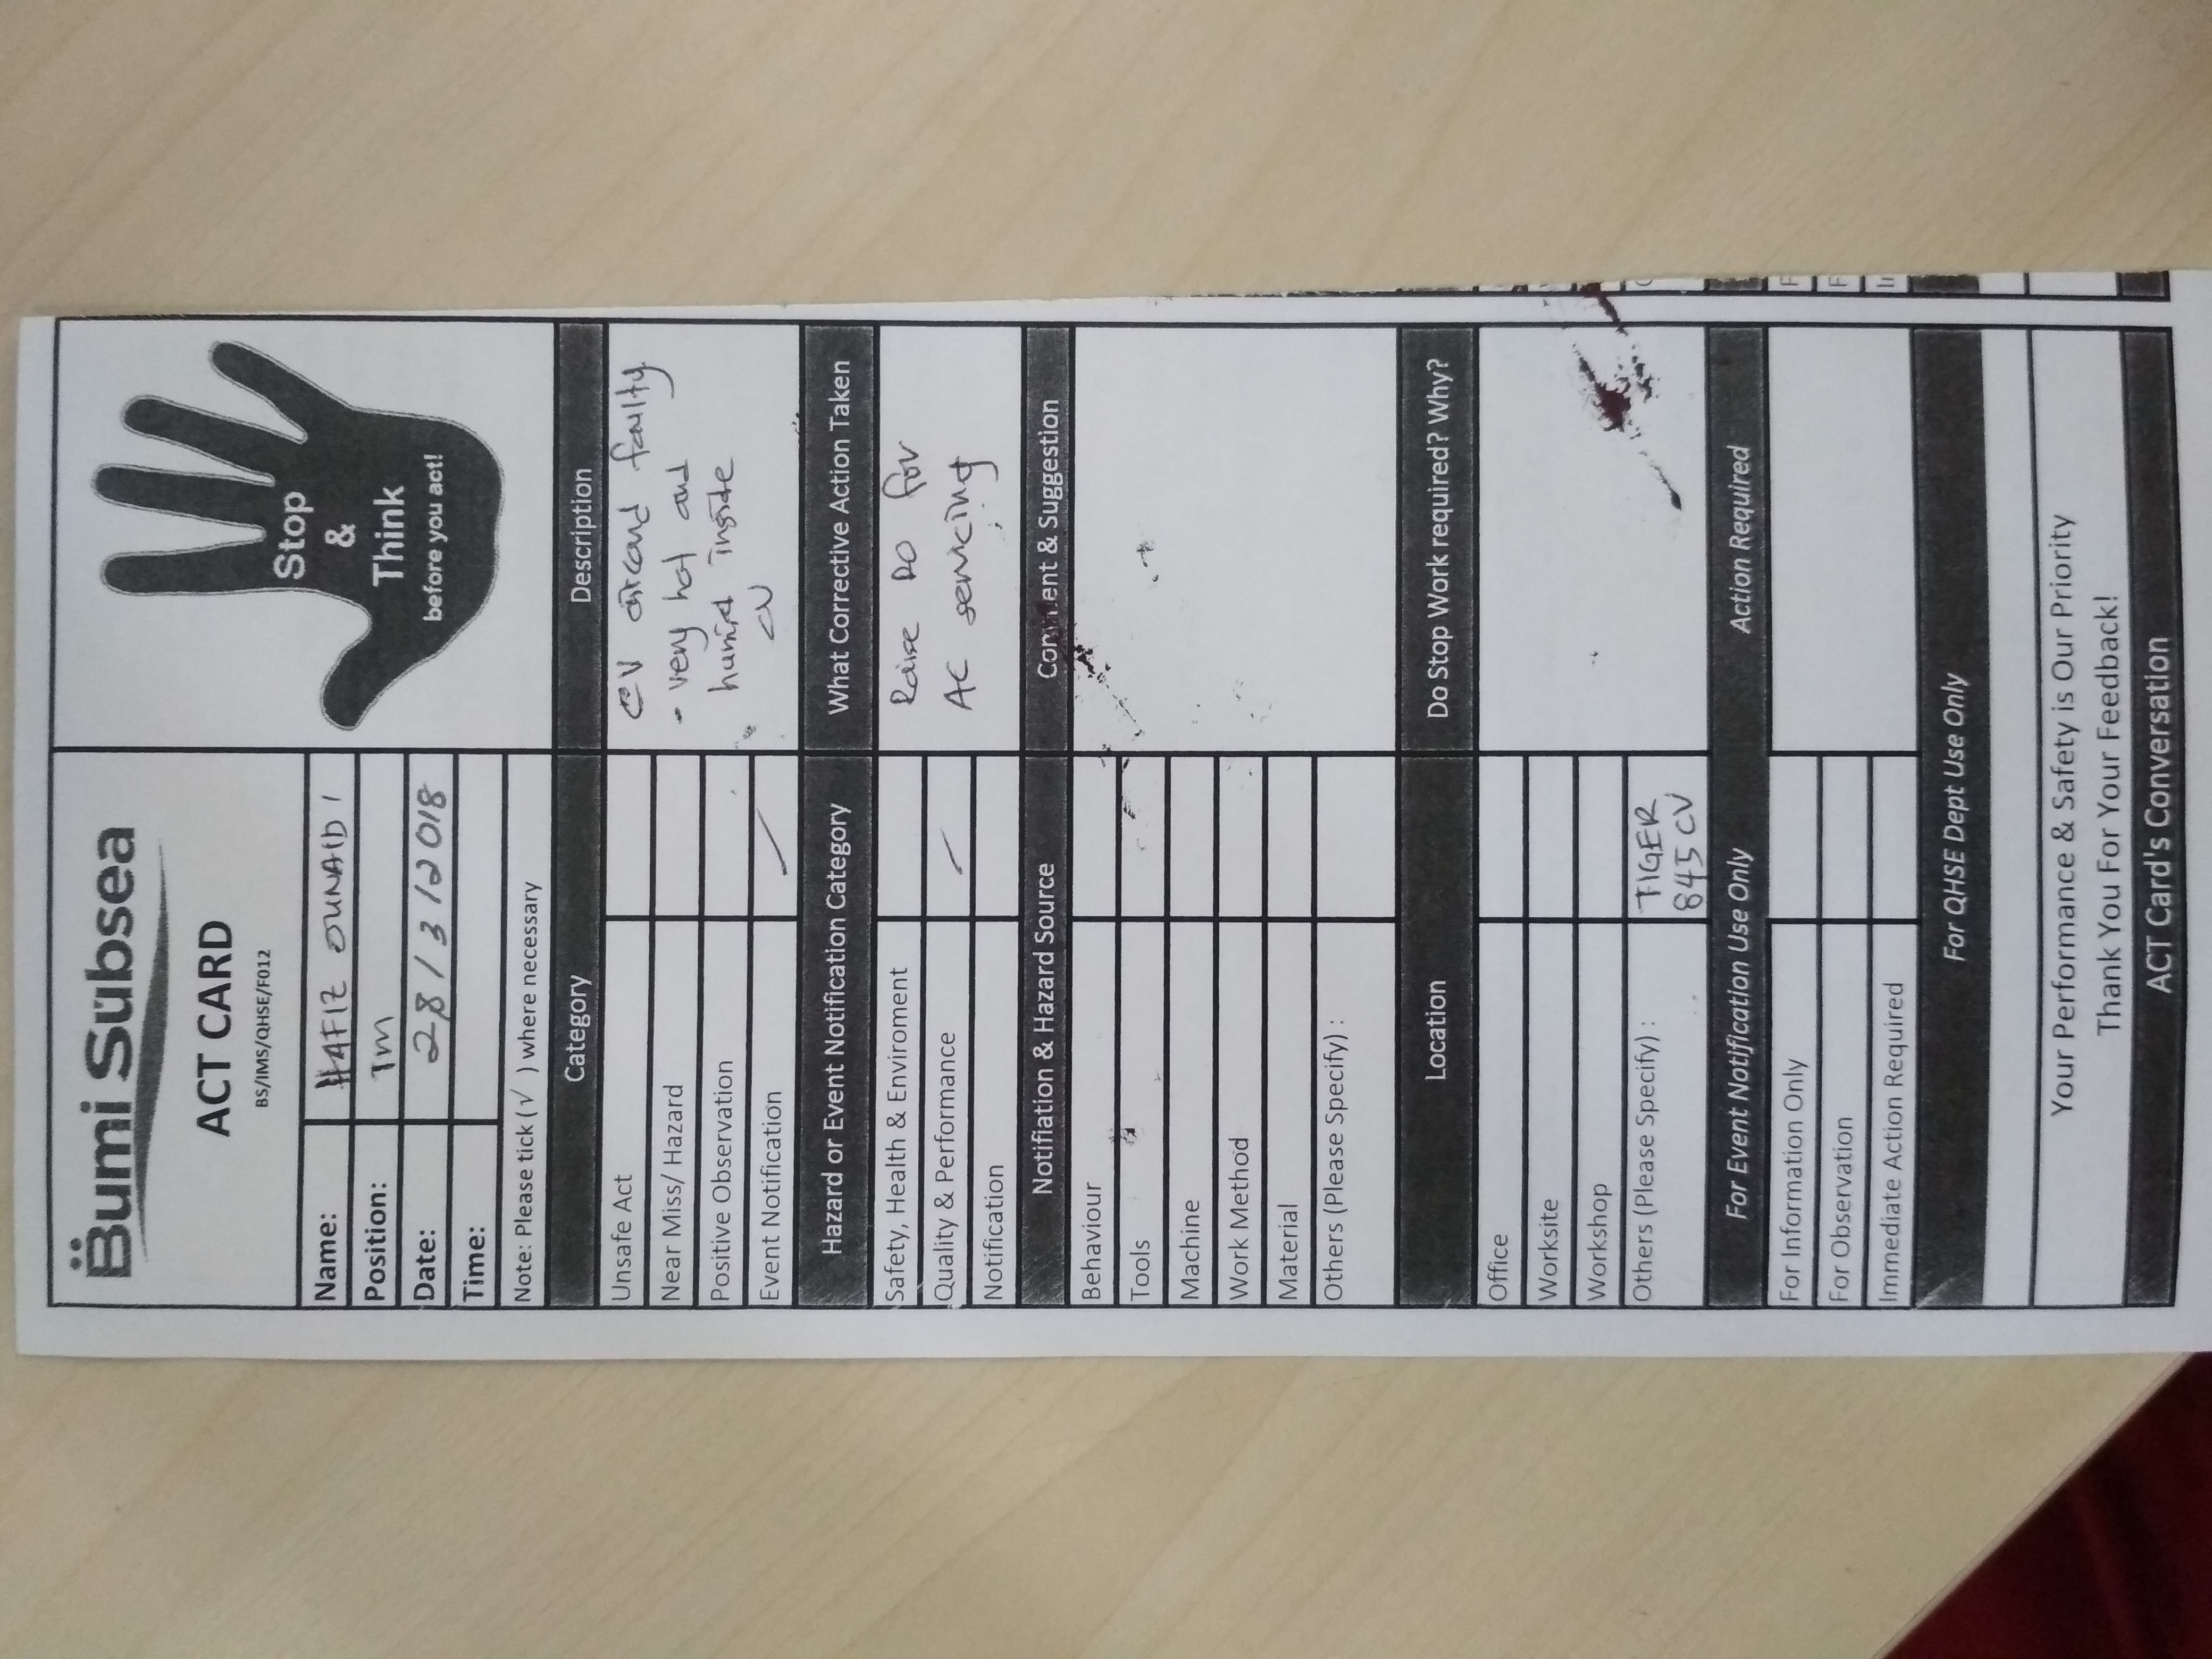 Bumi Subsea
ACT CARD
BS/IMS/QHSE/F012
Stop
&
Think
before you act!
Name: HAFIZ JUNAIDI
Position: TM
Date: 28/3/2018
Time:
Note: Please tick (√ ) where necessary
Category
Description
Unsafe Act
Near Miss/ Hazard
Positive Observation
Event Notification /
CV aircond faulty
- very hot and
humid inside
CV
Hazard or Event Notification Category
What Corrective Action Taken
Safety, Health & Enviroment
Quality & Performance /
Notification
Raise DO for
AC servicing
Notifiation & Hazard Source
Comment & Suggestion
Behaviour
Tools
Machine
Work Method
Material
Others (Please Specify) :
Location
Do Stop Work required? Why?
Office
Worksite
Workshop
Others (Please Specify) : TIGER
845 CV
For Event Notification Use Only
Action Required
For Information Only
For Observation
Immediate Action Required
For QHSE Dept Use Only
Your Performance & Safety is Our Priority
Thank You For Your Feedback!
ACT Card's Conversation